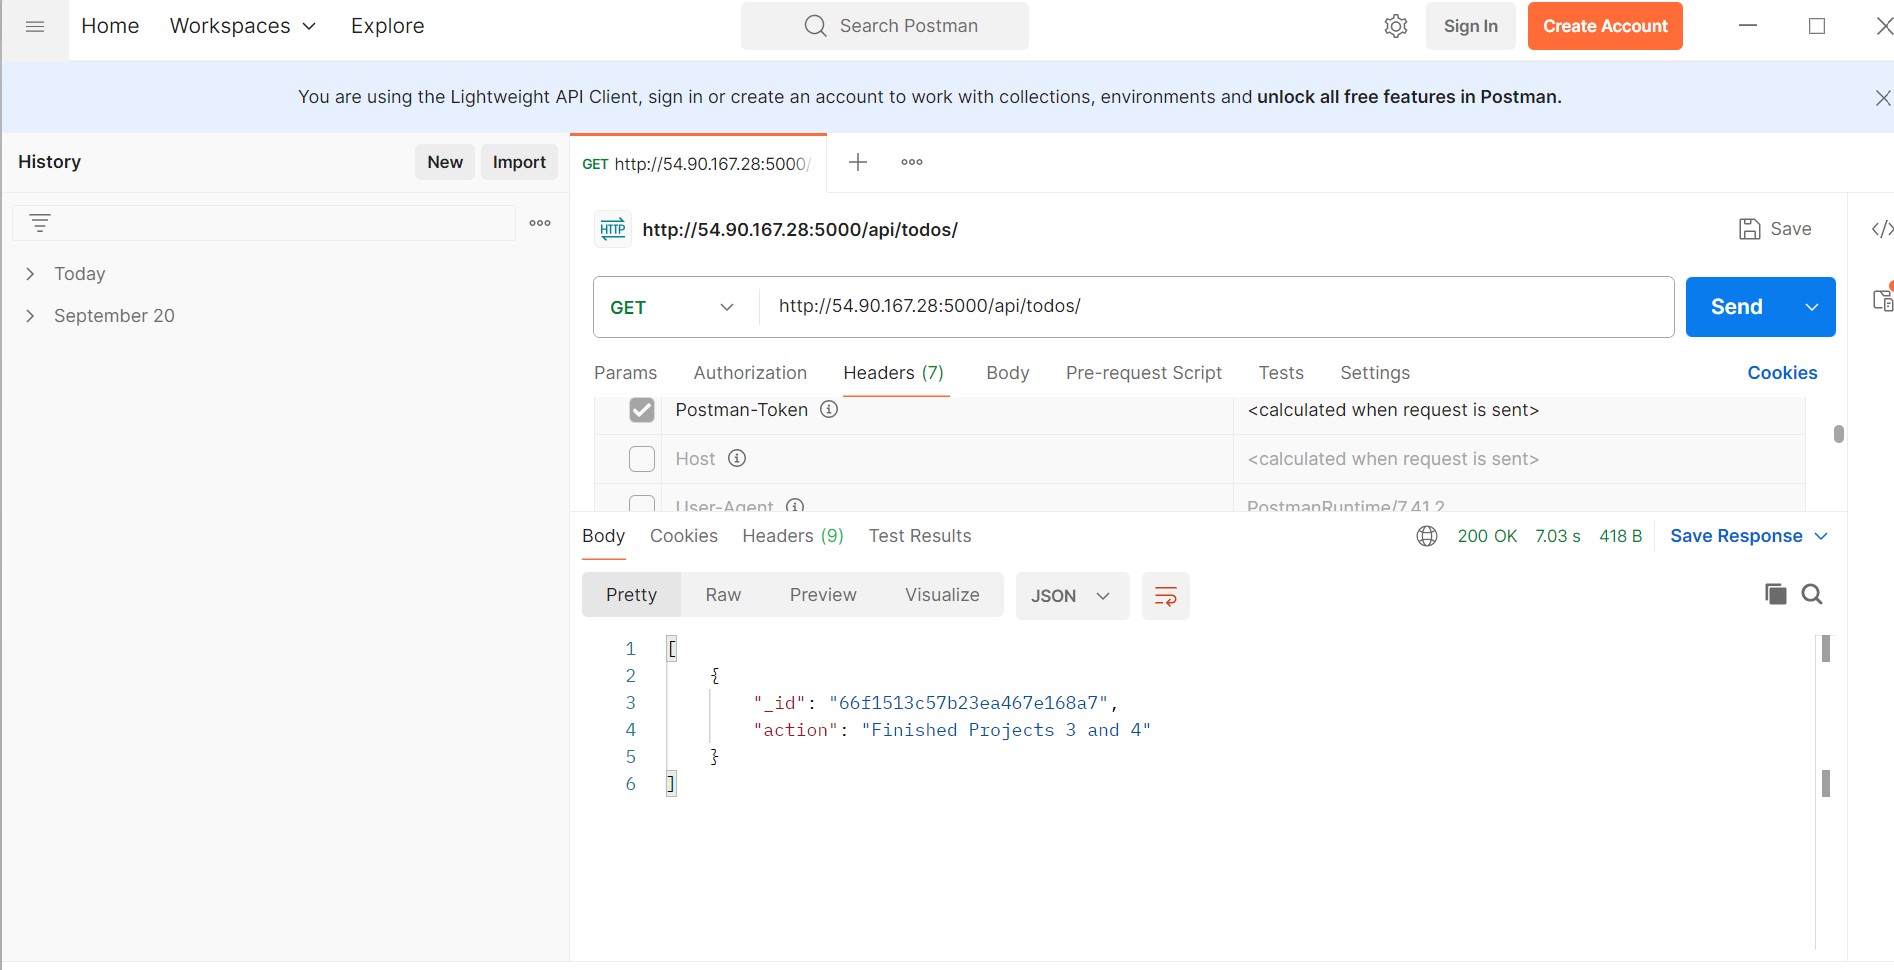 Home Workspaces Explore Search Postman Sign In Create Account
You are using the Lightweight API Client, sign in or create an account to work with collections, environments and unlock all free features in Postman.
History New Import
Today
September 20
GET http://54.90.167.28:5000/
HTTP http://54.90.167.28:5000/api/todos/ Save
GET http://54.90.167.28:5000/api/todos/ Send
Params Authorization Headers (7) Body Pre-request Script Tests Settings Cookies
Postman-Token <calculated when request is sent>
Host <calculated when request is sent>
User-Agent PostmanRuntime/7.41.2
Body Cookies Headers (9) Test Results 200 OK 7.03 s 418 B Save Response
Pretty Raw Preview Visualize JSON
1 [
2 {
3 "_id": "66f1513c57b23ea467e168a7",
4 "action": "Finished Projects 3 and 4"
5 }
6 ]